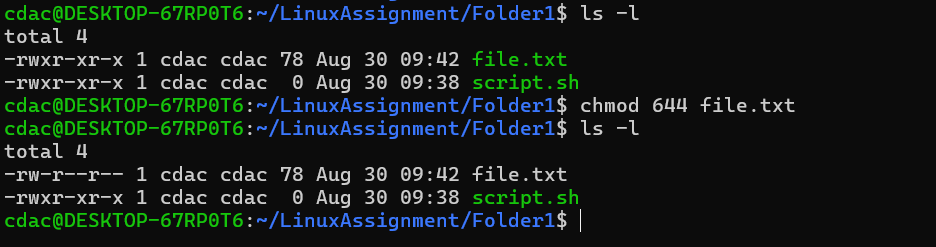 cdac@DESKTOP-67RP0T6:~/LinuxAssignment/Folder1$ ls -l
total 4
-rwxr-xr-x 1 cdac cdac 78 Aug 30 09:42 file.txt
-rwxr-xr-x 1 cdac cdac  0 Aug 30 09:38 script.sh
cdac@DESKTOP-67RP0T6:~/LinuxAssignment/Folder1$ chmod 644 file.txt
cdac@DESKTOP-67RP0T6:~/LinuxAssignment/Folder1$ ls -l
total 4
-rw-r--r-- 1 cdac cdac 78 Aug 30 09:42 file.txt
-rwxr-xr-x 1 cdac cdac  0 Aug 30 09:38 script.sh
cdac@DESKTOP-67RP0T6:~/LinuxAssignment/Folder1$